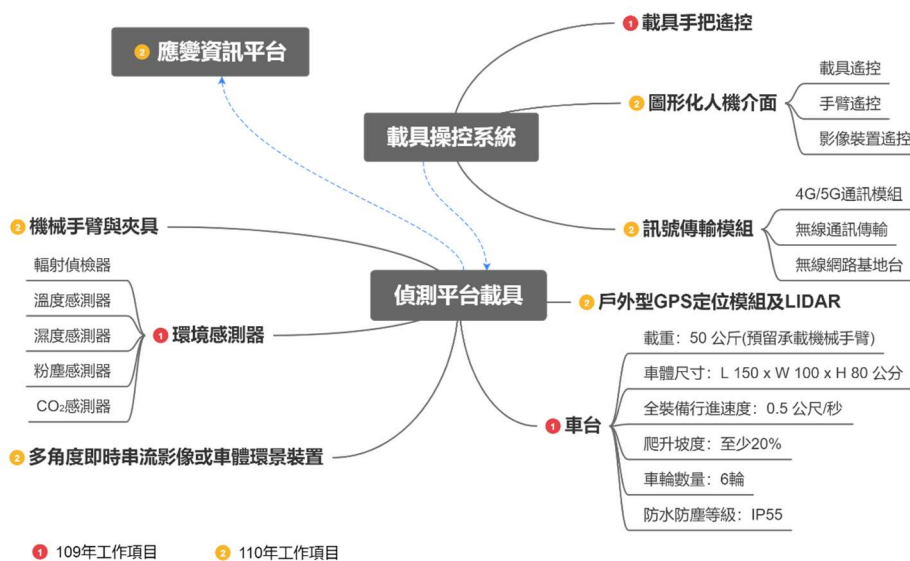 2 應變資訊平台
載具操控系統
1 載具手把遙控
2 圖形化人機介面
載具遙控
手臂遙控
影像裝置遙控
2 訊號傳輸模組
4G/5G通訊模組
無線通訊傳輸
無線網路基地台
偵測平台載具
2 機械手臂與夾具
1 環境感測器
輻射偵檢器
溫度感測器
濕度感測器
粉塵感測器
CO₂感測器
2 多角度即時串流影像或車體環景裝置
2 戶外型GPS定位模組及LIDAR
1 車台
載重：50 公斤(預留承載機械手臂)
車體尺寸：L 150 x W 100 x H 80 公分
全裝備行進速度：0.5 公尺/秒
爬升坡度：至少20%
車輪數量：6輪
防水防塵等級：IP55
1 109年工作項目
2 110年工作項目